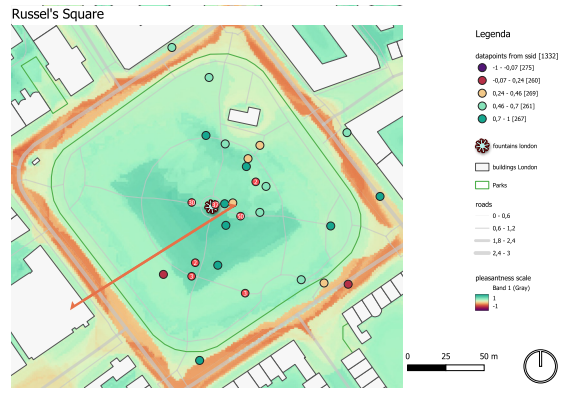 Russel's Square
Legenda
datapoints from ssid [1332]
-1 - -0,07 [275]
-0,07 - 0,24 [260]
0,24 - 0,46 [269]
0,46 - 0,7 [261]
0,7 - 1 [267]
fountains london
buildings London
Parks
roads
0 - 0,6
0,6 - 1,2
1,8 - 2,4
2,4 - 3
pleasantness scale
Band 1 (Gray)
1
-1
0 25 50 m